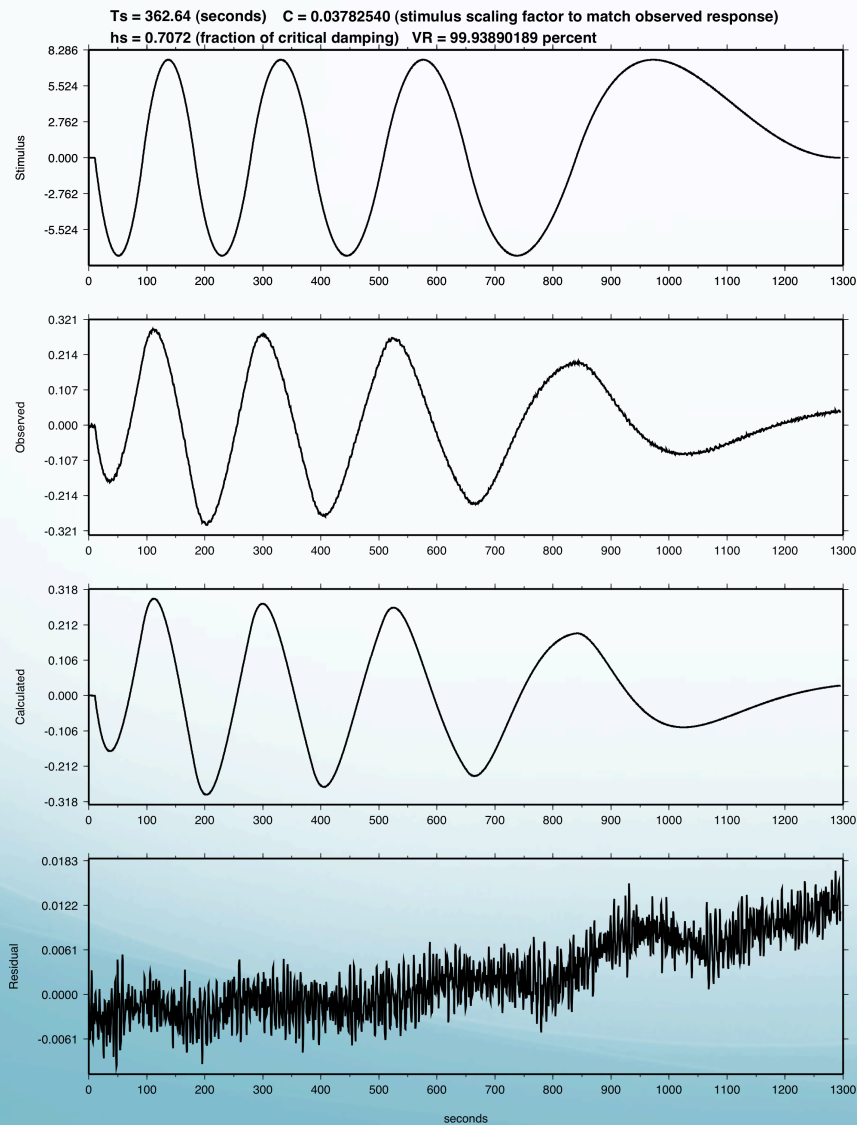 Ts = 362.64 (seconds) C = 0.03782540 (stimulus scaling factor to match observed response)
hs = 0.7072 (fraction of critical damping) VR = 99.93890189 percent
8.286
5.524
2.762
0.000
-2.762
-5.524
Stimulus
0 100 200 300 400 500 600 700 800 900 1000 1100 1200 1300
0.321
0.214
0.107
0.000
-0.107
-0.214
-0.321
Observed
0 100 200 300 400 500 600 700 800 900 1000 1100 1200 1300
0.318
0.212
0.106
0.000
-0.106
-0.212
-0.318
Calculated
0 100 200 300 400 500 600 700 800 900 1000 1100 1200 1300
0.0183
0.0122
0.0061
0.0000
-0.0061
Residual
0 100 200 300 400 500 600 700 800 900 1000 1100 1200 1300
seconds